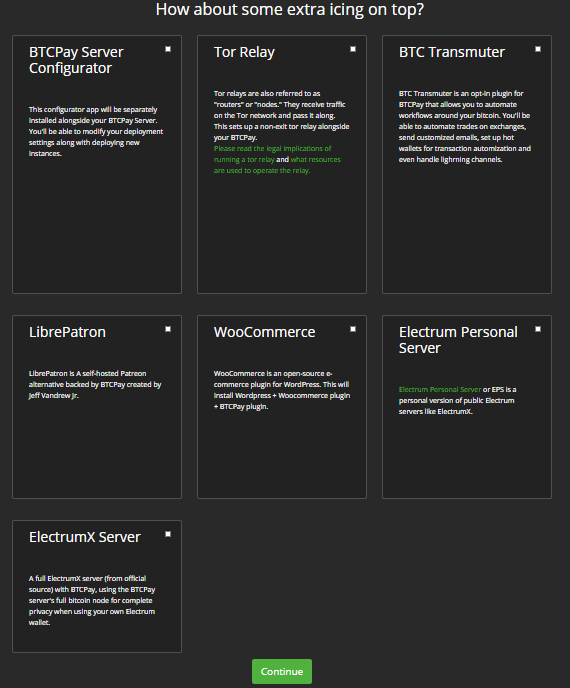 How about some extra icing on top?
BTCPay Server
Configurator
This configurator app will be separately
installed alongside your BTCPay Server.
You'll be able to modify your deployment
settings along with deploying new
instances.
Tor Relay
Tor relays are also referred to as
"routers" or "nodes." They receive traffic
on the Tor network and pass it along.
This sets up a non-exit tor relay alongside
your BTCPay.
Please read the legal implications of
running a tor relay and what resources
are used to operate the relay.
BTC Transmuter
BTC Transmuter is an opt-in plugin for
BTCPay that allows you to automate
workflows around your bitcoin. You'll be
able to automate trades on exchanges,
send customized emails, set up hot
wallets for transaction automization and
even handle lighrning channels.
LibrePatron
LibrePatron is A self-hosted Patreon
alternative backed by BTCPay created by
Jeff Vandrew Jr.
WooCommerce
WooCommerce is an open-source e-
commerce plugin for WordPress. This will
install Wordpress + Woocommerce plugin
+ BTCPay plugin.
Electrum Personal
Server
Electrum Personal Server or EPS is a
personal version of public Electrum
servers like ElectrumX.
ElectrumX Server
A full ElectrumX server (from official
source) with BTCPay, using the BTCPay
server's full bitcoin node for complete
privacy when using your own Electrum
wallet.
Continue